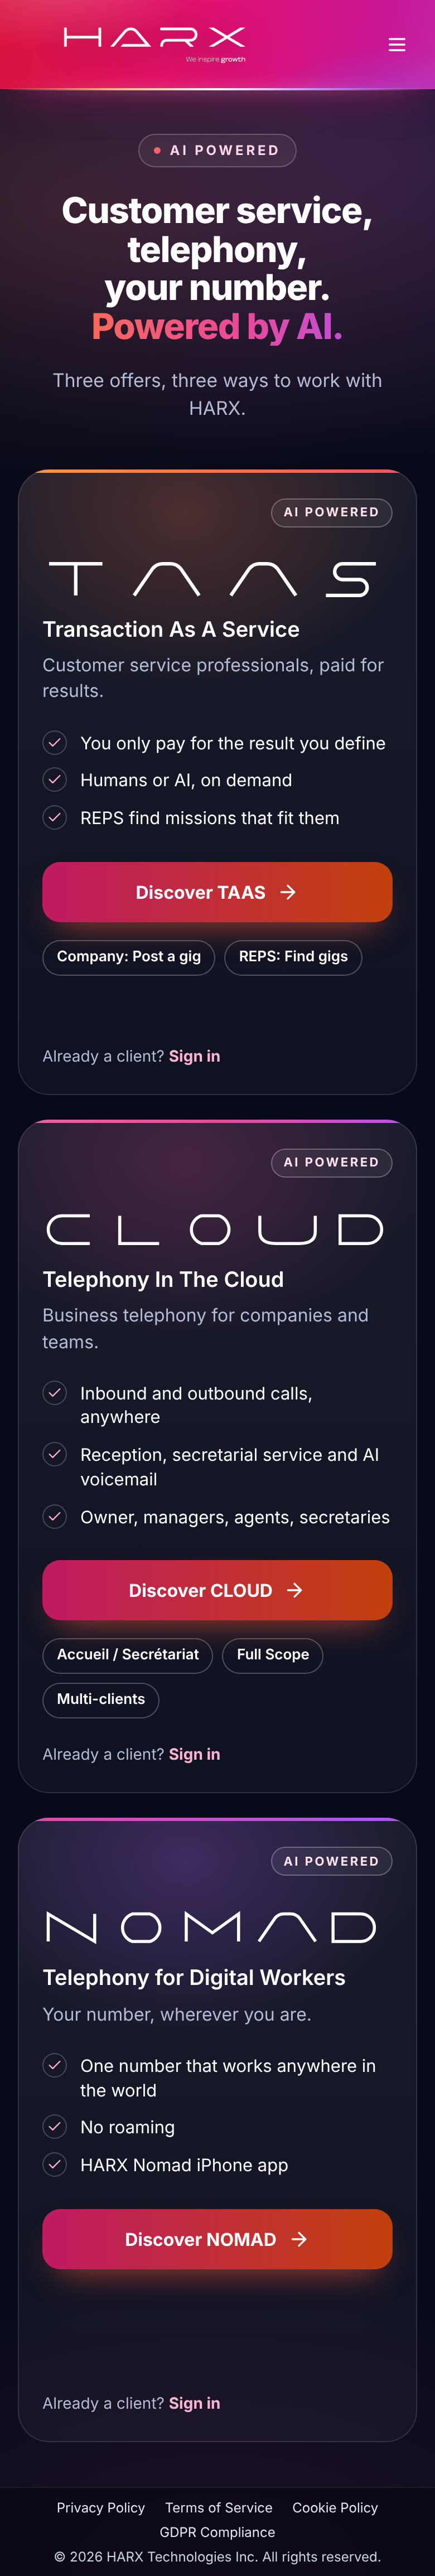 HARX
We inspire growth
AI POWERED
Customer service,
telephony,
your number.
Powered by AI.
Three offers, three ways to work with
HARX.
AI POWERED
TAAS
Transaction As A Service
Customer service professionals, paid for
results.
You only pay for the result you define
Humans or AI, on demand
REPS find missions that fit them
Discover TAAS →
Company: Post a gig
REPS: Find gigs
Already a client? Sign in
AI POWERED
CLOUD
Telephony In The Cloud
Business telephony for companies and
teams.
Inbound and outbound calls,
anywhere
Reception, secretarial service and AI
voicemail
Owner, managers, agents, secretaries
Discover CLOUD →
Accueil / Secrétariat
Full Scope
Multi-clients
Already a client? Sign in
AI POWERED
NOMAD
Telephony for Digital Workers
Your number, wherever you are.
One number that works anywhere in
the world
No roaming
HARX Nomad iPhone app
Discover NOMAD →
Already a client? Sign in
Privacy Policy Terms of Service Cookie Policy
GDPR Compliance
© 2026 HARX Technologies Inc. All rights reserved.